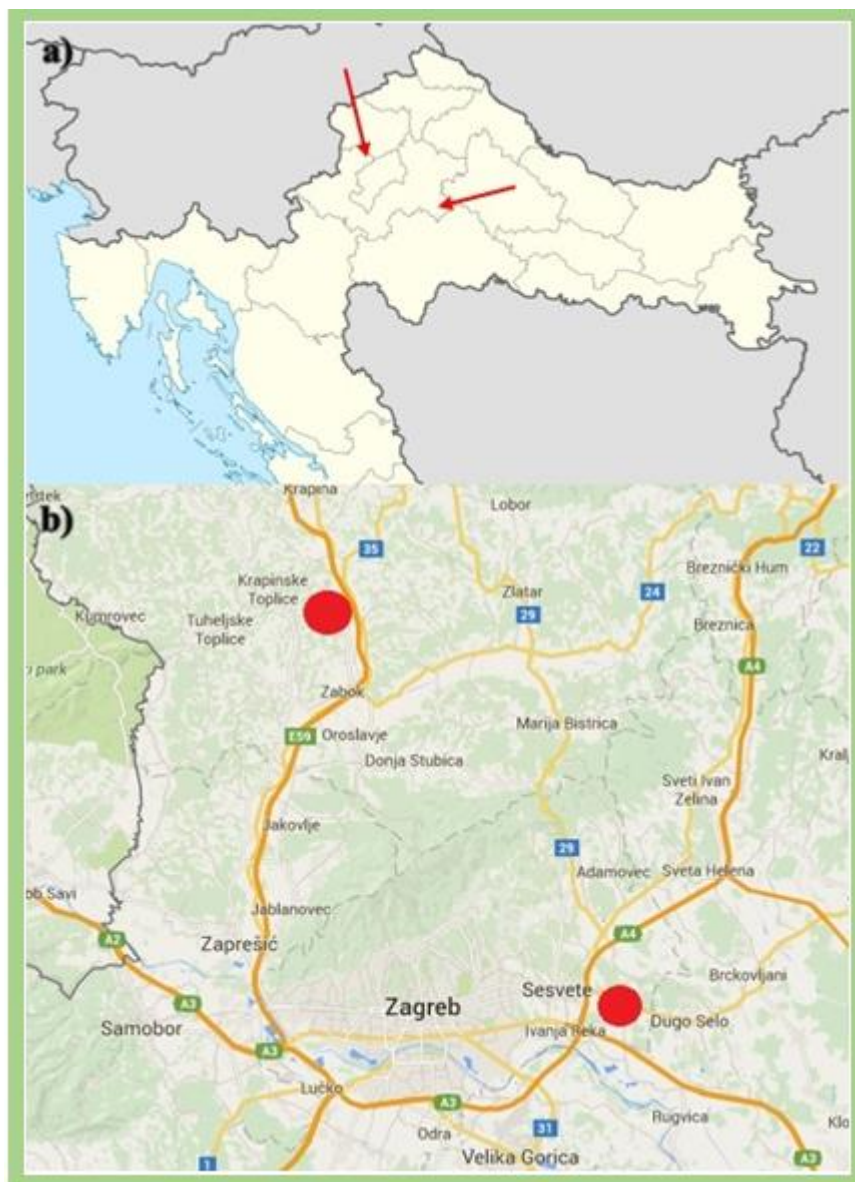 a)
b)
Krapina
Lobor
35
22
Breznički Hum
Krapinske
Toplice
Zlatar
24
29
Kumrovec
Tuheljske
Toplice
Breznica
park
A4
Zabok
Marija Bistrica
E59
Oroslavje
Donja Stubica
Sveti Ivan
Zelina
Kralj
Jakovlje
29
Adamovec
Sveta Helena
ob Savi
Jablanovec
A2
Zaprešić
A4
Brckovljani
Sesvete
A3
Zagreb
Dugo Selo
Samobor
Ivanja Reka
A3
Lučko
A3
Rugvica
Klo
Odra
31
1
Velika Gorica
A3